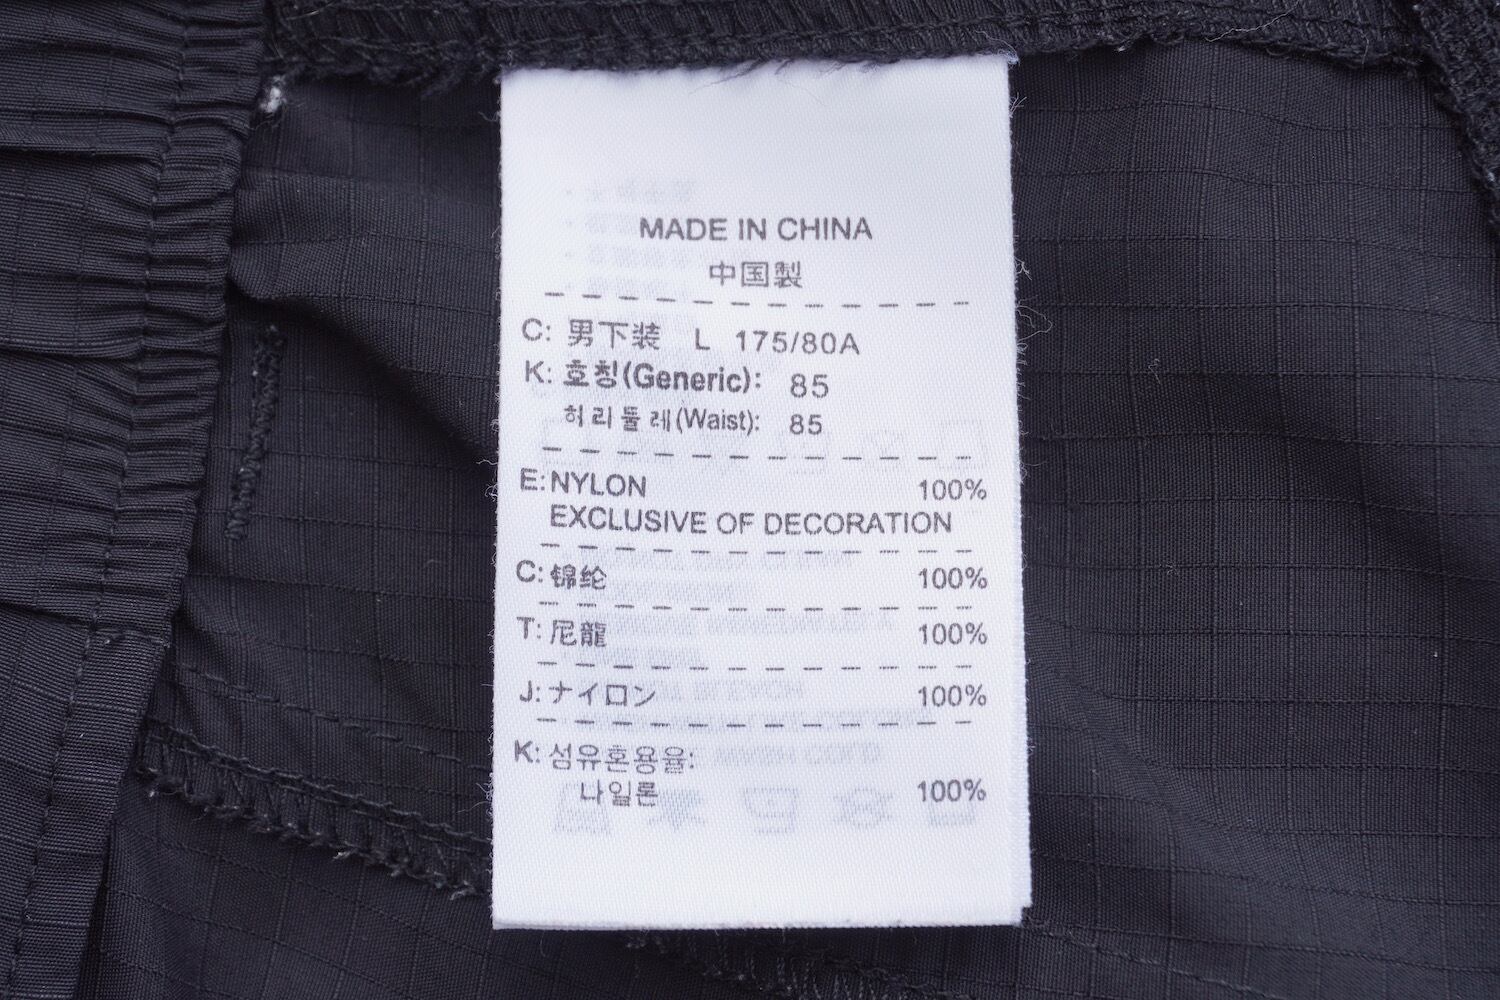 MADE IN CHINA
中国製
C: 男下装 L 175/80A
K: 호칭(Generic): 85
허리둘레(Waist): 85
E: NYLON 100%
EXCLUSIVE OF DECORATION
C: 锦纶 100%
T: 尼龍 100%
J: ナイロン 100%
K: 섬유혼용율:
나일론 100%